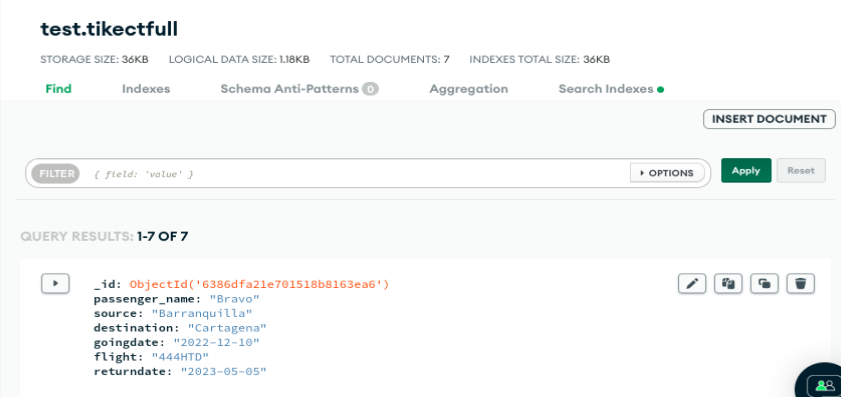 test.tikectfull
STORAGE SIZE: 36KB LOGICAL DATA SIZE: 1.18KB TOTAL DOCUMENTS: 7 INDEXES TOTAL SIZE: 36KB
Find Indexes Schema Anti-Patterns 0 Aggregation Search Indexes
INSERT DOCUMENT
FILTER { field: 'value' } OPTIONS Apply Reset
QUERY RESULTS: 1-7 OF 7
_id: ObjectId('6386dfa21e701518b8163ea6')
passenger_name: "Bravo"
source: "Barranquilla"
destination: "Cartagena"
goingdate: "2022-12-10"
flight: "444HTD"
returndate: "2023-05-05"